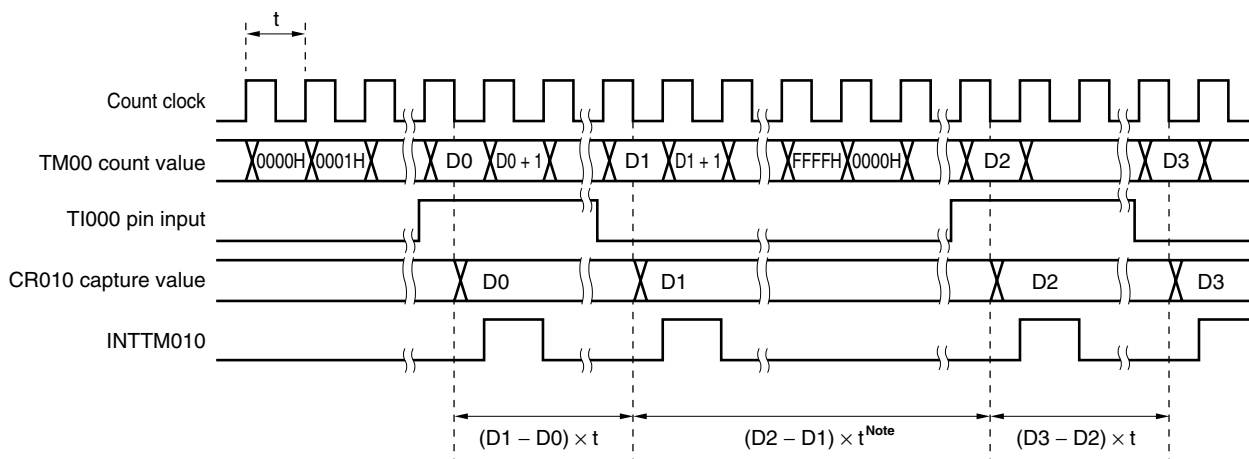 t
Count clock
TM00 count value 0000H 0001H D0 D0 + 1 D1 D1 + 1 FFFFH 0000H D2 D3
TI000 pin input
CR010 capture value D0 D1 D2 D3
INTTM010
(D1 − D0) × t (D2 − D1) × t Note (D3 − D2) × t